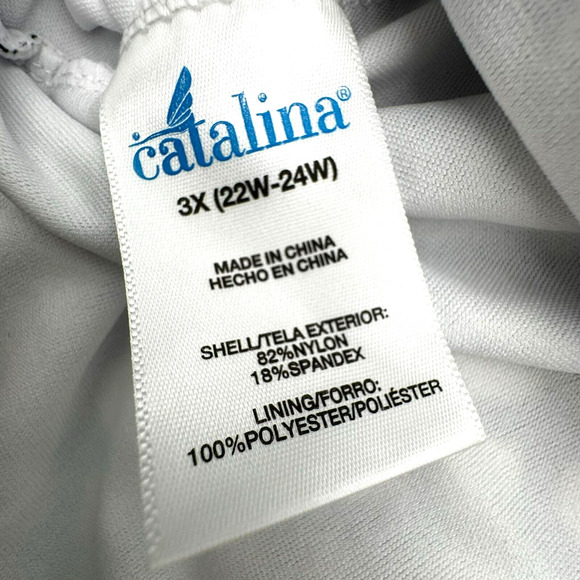 catalina®
3X (22W-24W)
MADE IN CHINA
HECHO EN CHINA
SHELL/TELA EXTERIOR:
82%NYLON
18%SPANDEX
LINING/FORRO:
100%POLYESTER/POLIÉSTER